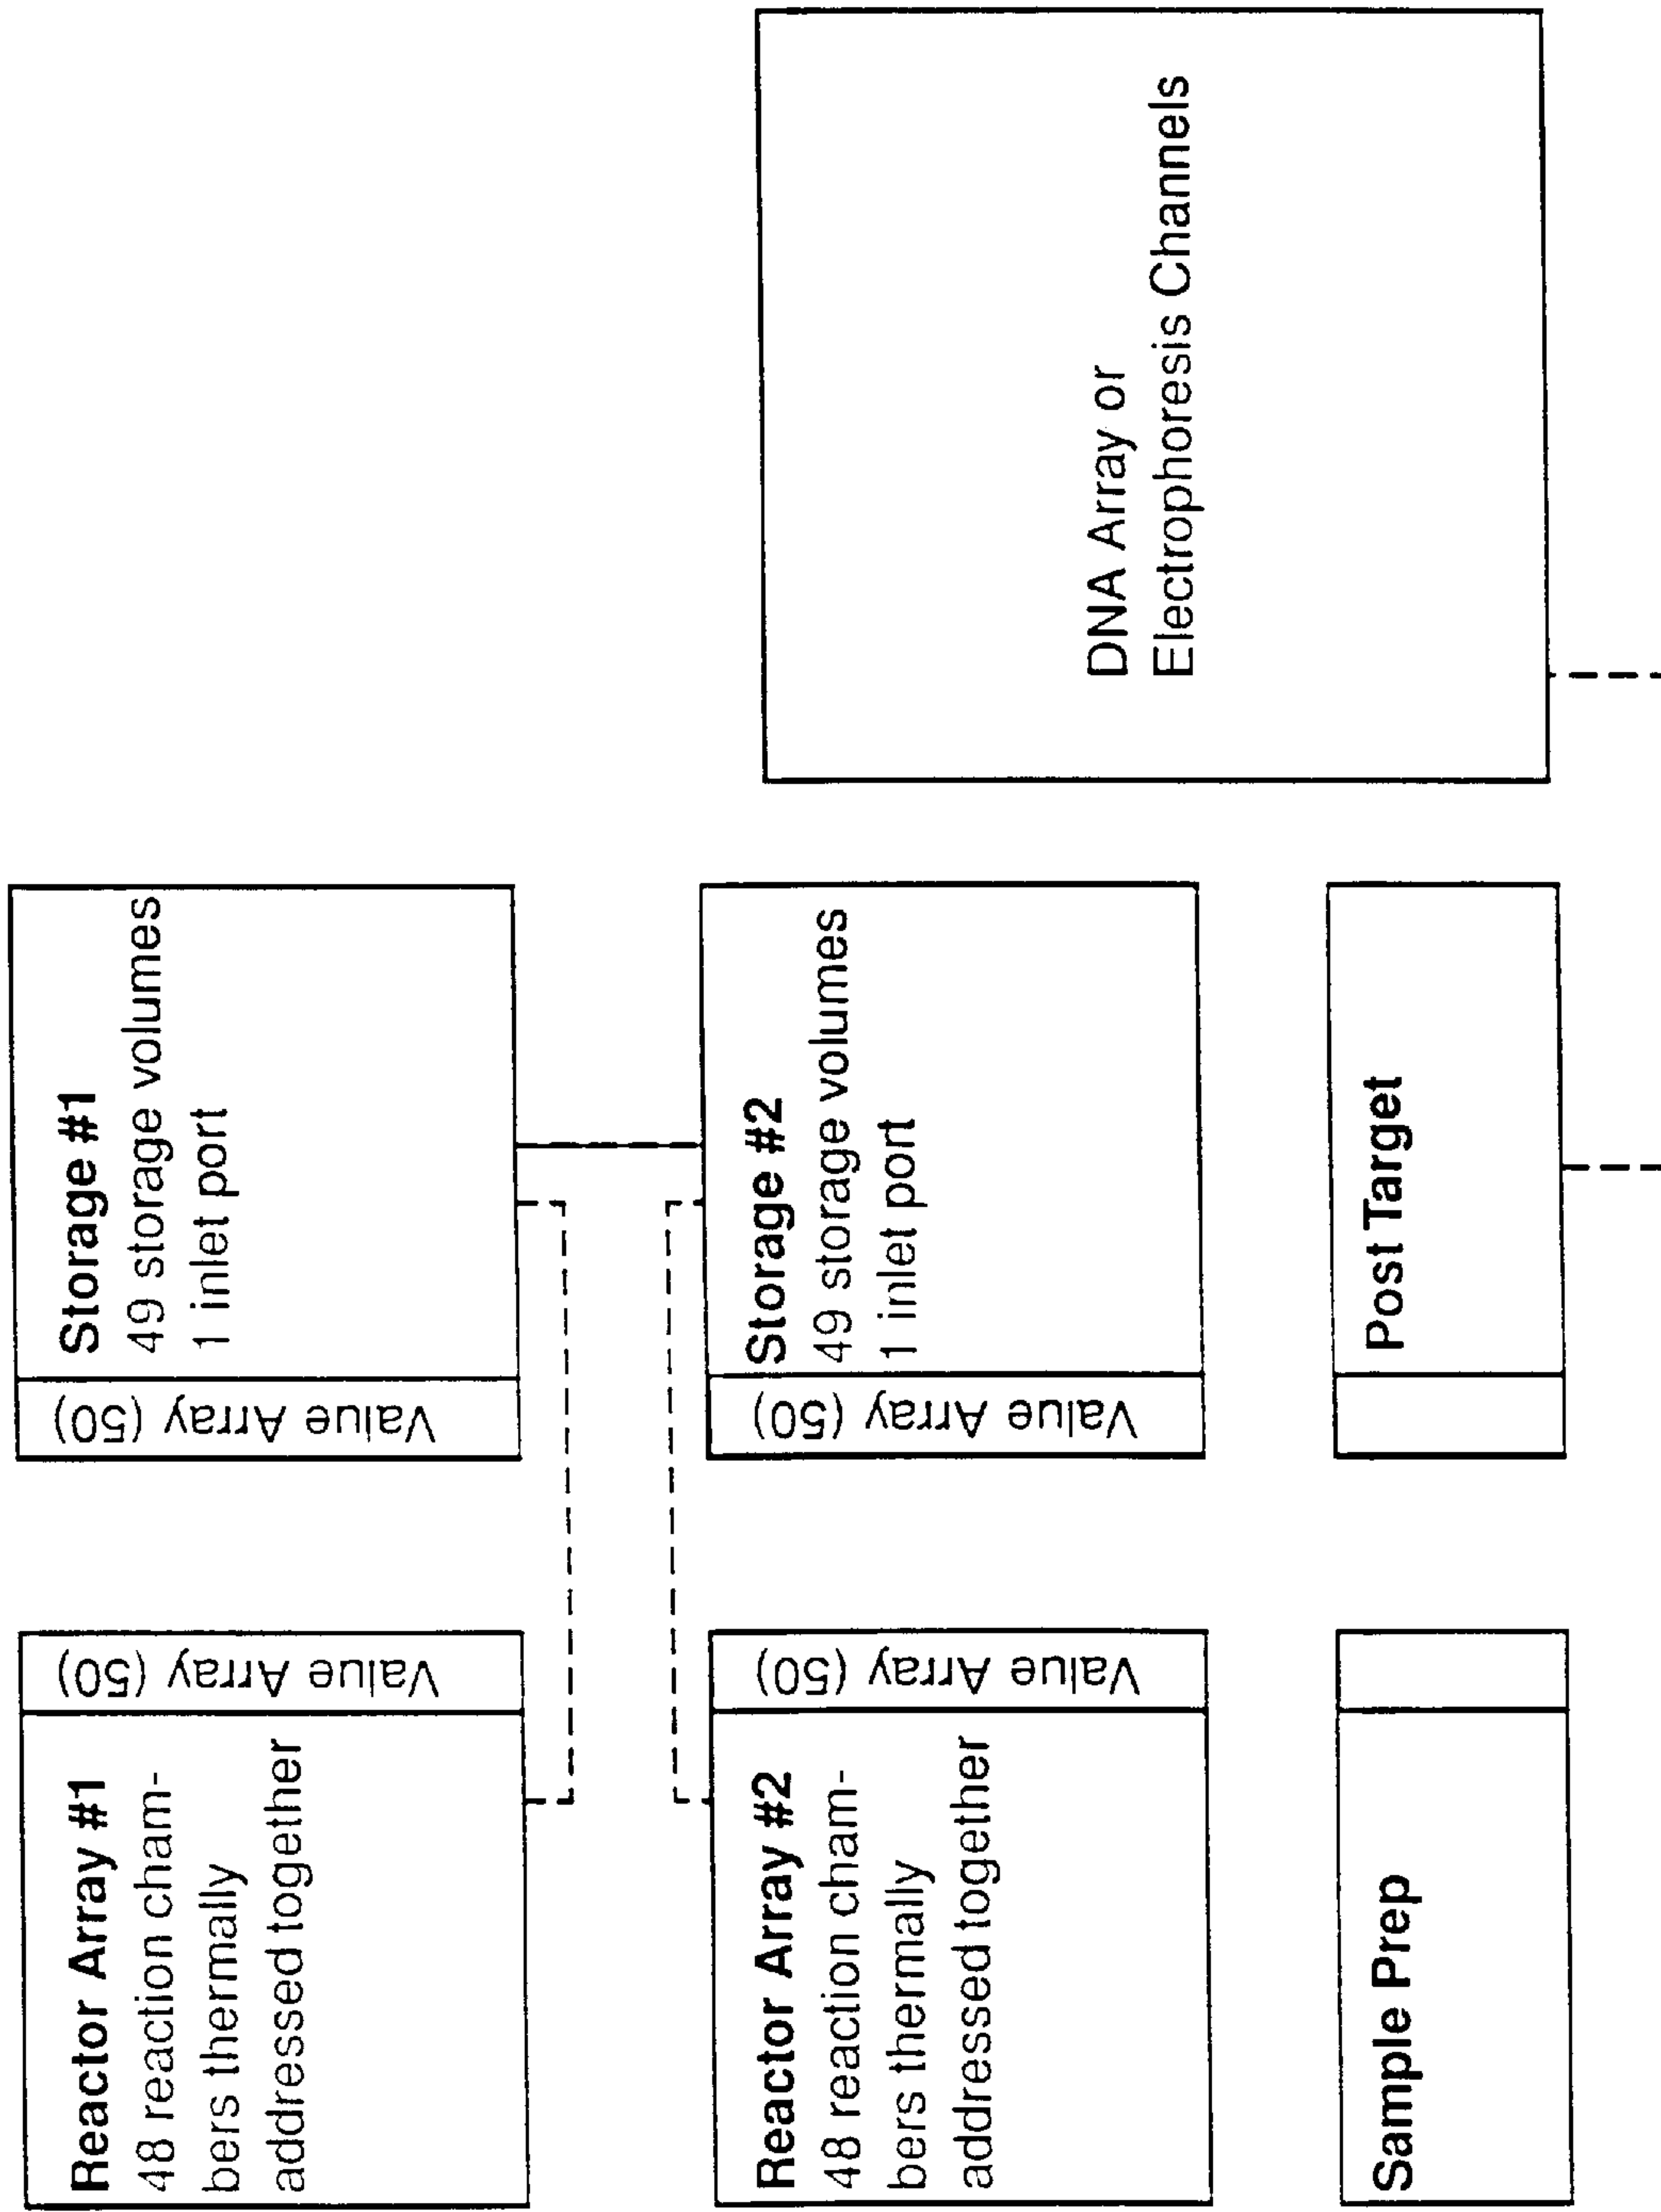 Reactor Array #1
48 reaction cham-
bers thermally
addressed together
Value Array (50)
Value Array (50)
Storage #1
49 storage volumes
1 inlet port
Reactor Array #2
48 reaction cham-
bers thermally
addressed together
Value Array (50)
Value Array (50)
Storage #2
49 storage volumes
1 inlet port
DNA Array or
Electrophoresis Channels
Sample Prep
Post Target